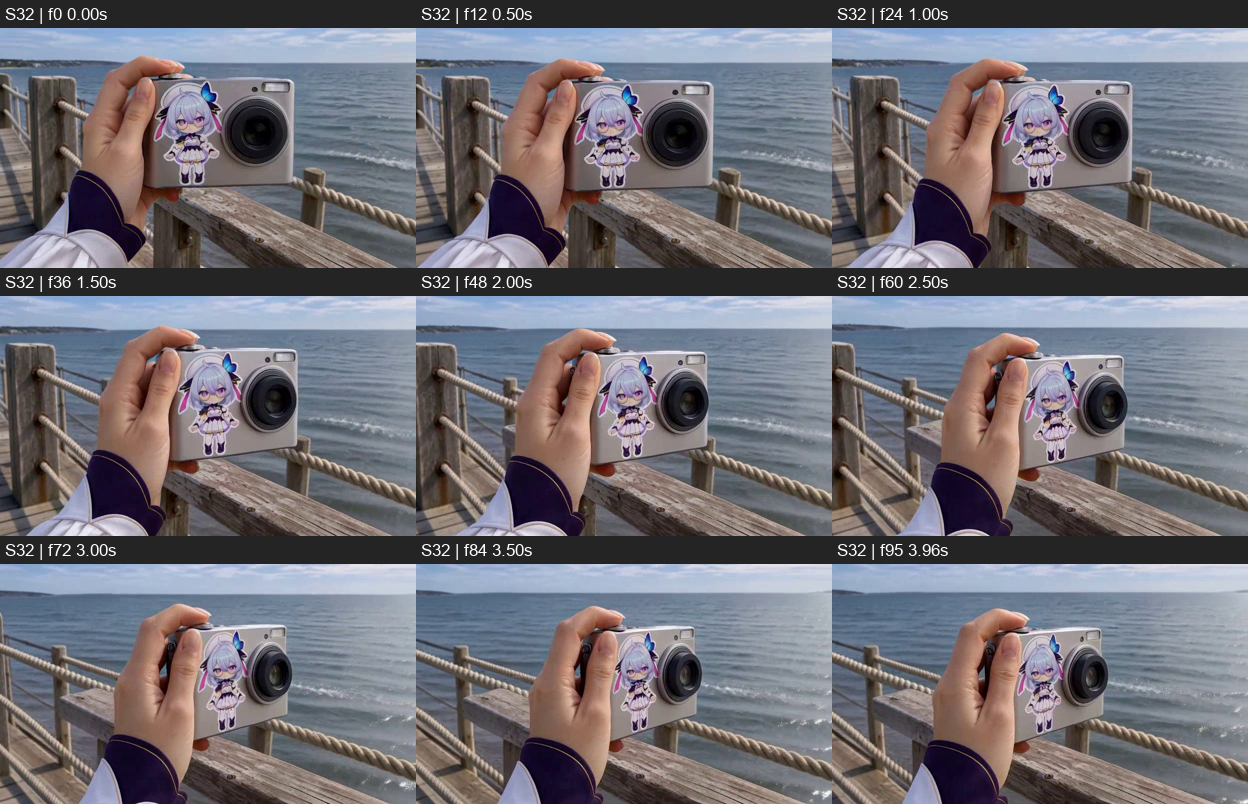 S32 | f0 0.00s
S32 | f12 0.50s
S32 | f24 1.00s
S32 | f36 1.50s
S32 | f48 2.00s
S32 | f60 2.50s
S32 | f72 3.00s
S32 | f84 3.50s
S32 | f95 3.96s